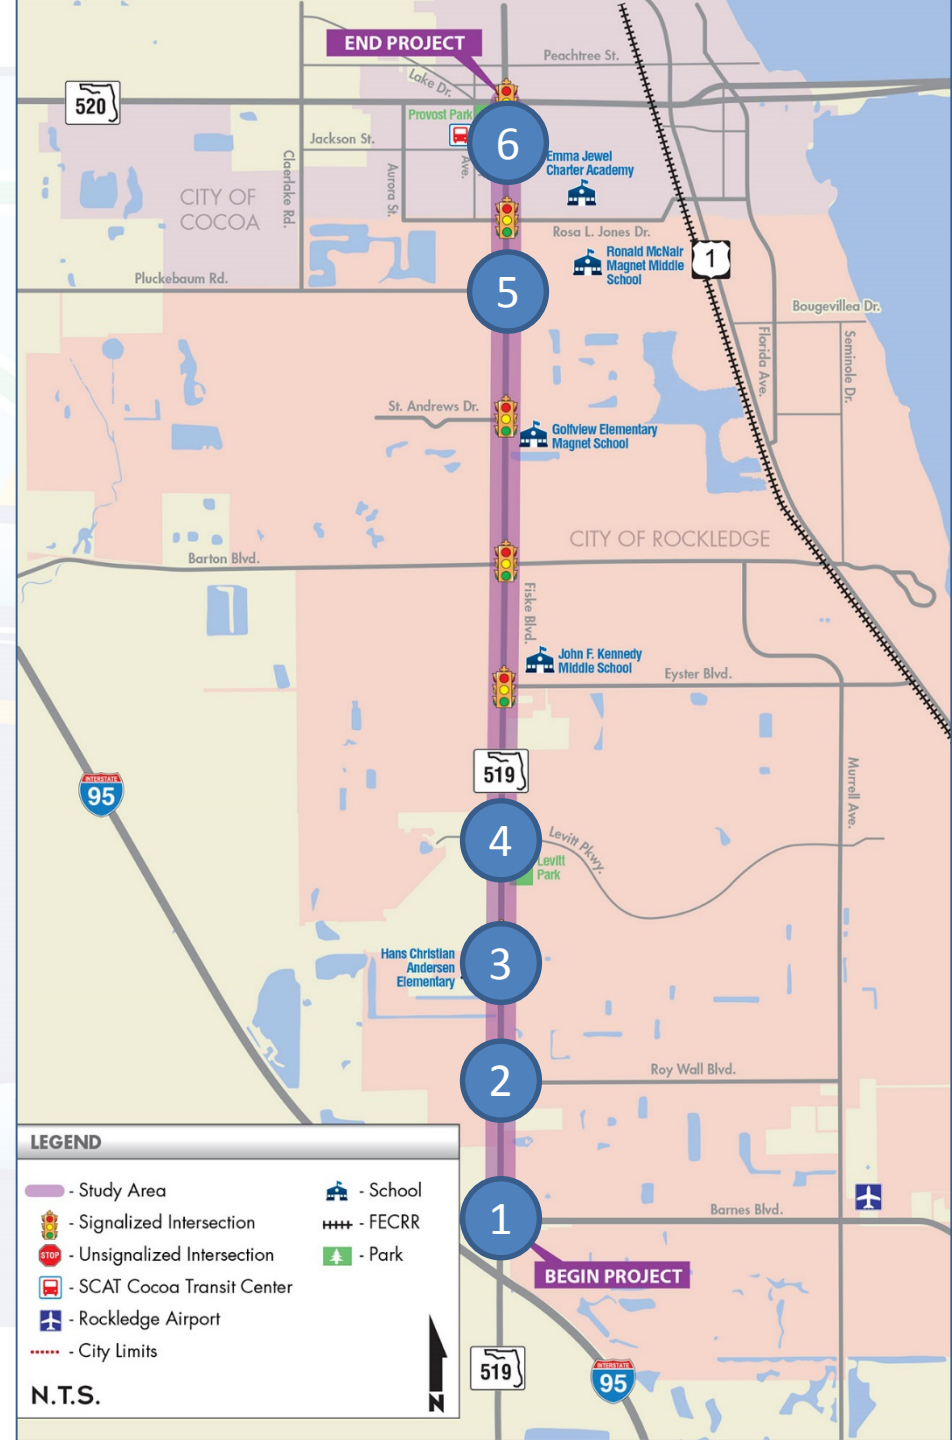 END PROJECT
Peachtree St.
Lake Dr.
520
Provost Park
Jackson St.
6
Ave.
Emma Jewel
Charter Academy
Clearlake Rd.
Aurora St.
CITY OF
COCOA
Rosa L. Jones Dr.
Ronald McNair
Magnet Middle
School
1
Pluckebaum Rd.
5
Bougevillea Dr.
Florida Ave.
Seminole Dr.
St. Andrews Dr.
Golfview Elementary
Magnet School
CITY OF ROCKLEDGE
Barton Blvd.
Fiske Blvd.
John F. Kennedy
Middle School
Eyster Blvd.
519
INTERSTATE
95
Murrell Ave.
4
Levitt Pkwy.
Levitt
Park
Hans Christian
Andersen
Elementary
3
2
Roy Wall Blvd.
1
Barnes Blvd.
BEGIN PROJECT
LEGEND
- Study Area
- Signalized Intersection
STOP
- Unsignalized Intersection
- SCAT Cocoa Transit Center
- Rockledge Airport
- City Limits
- School
- FECRR
- Park
N.T.S.
N
519
INTERSTATE
95